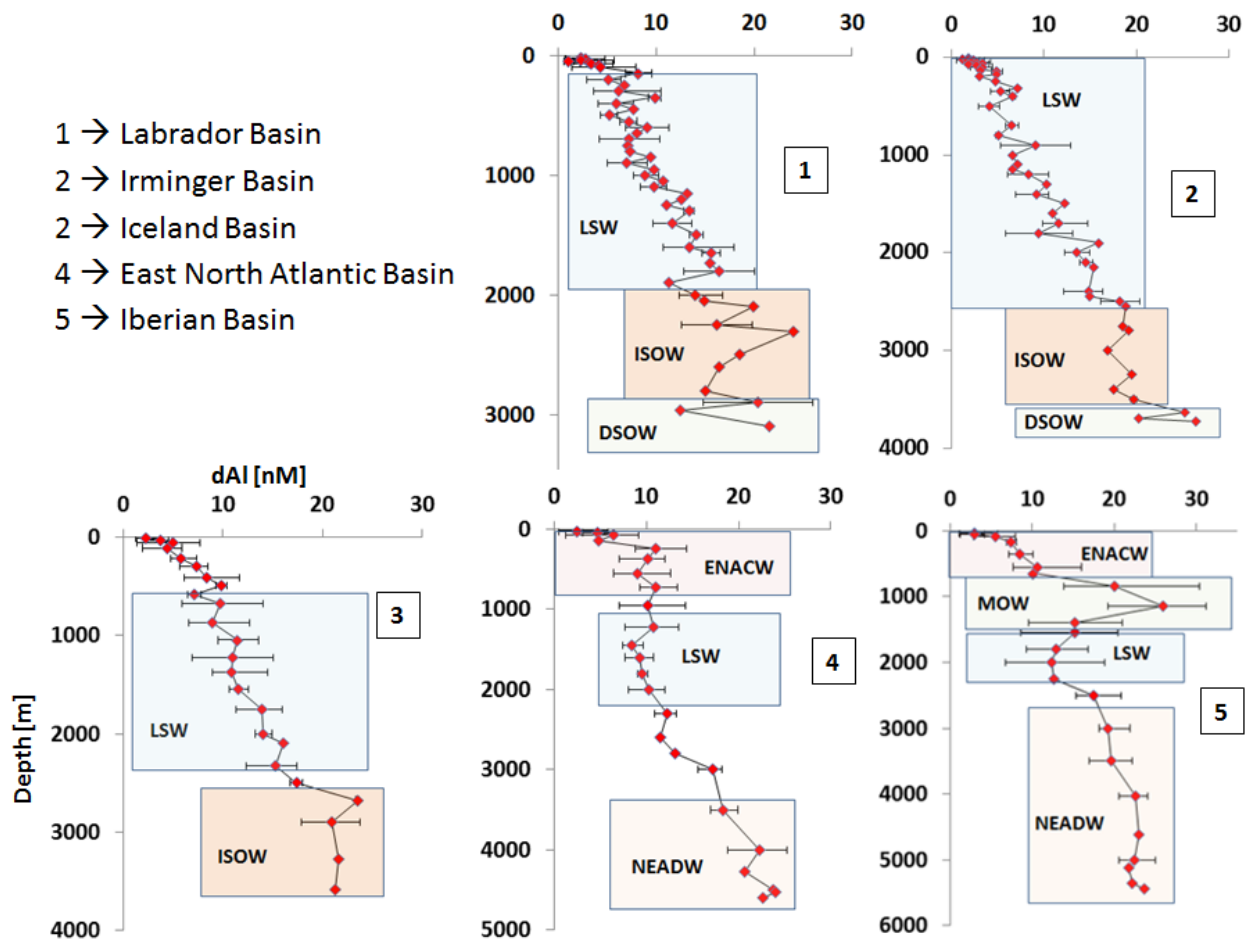 0 10 20 30
0
1000
2000
3000
LSW
ISOW
DSOW
1
0 10 20 30
0
1000
2000
3000
4000
LSW
ISOW
DSOW
2
1 → Labrador Basin
2 → Irminger Basin
2 → Iceland Basin
4 → East North Atlantic Basin
5 → Iberian Basin
dAl [nM]
0 10 20 30
0
1000
2000
3000
4000
Depth [m]
LSW
ISOW
3
0 10 20 30
0
1000
2000
3000
4000
5000
ENACW
LSW
NEADW
4
0 10 20 30
0
1000
2000
3000
4000
5000
6000
ENACW
MOW
LSW
NEADW
5